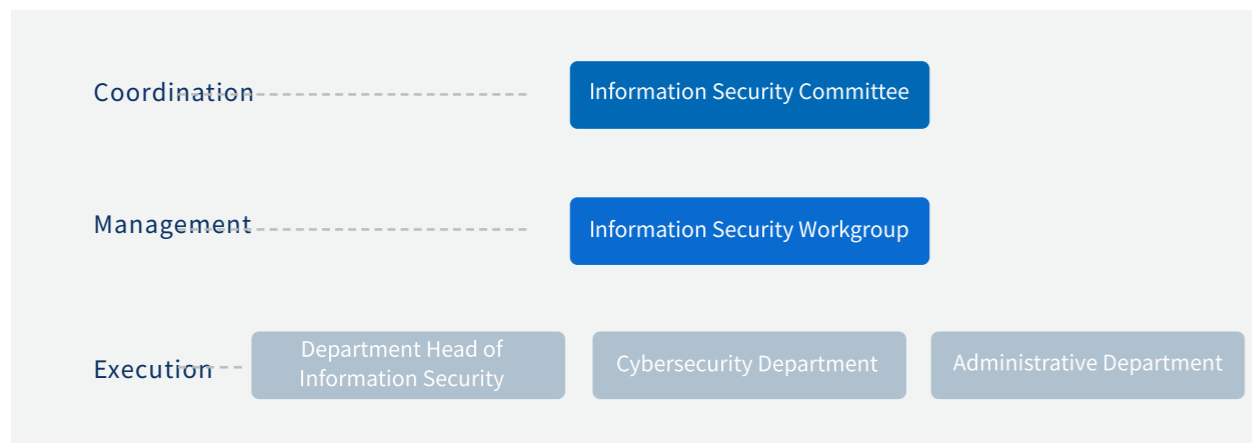 Coordination
Information Security Committee
Management
Information Security Workgroup
Execution
Department Head of
Information Security
Cybersecurity Department
Administrative Department